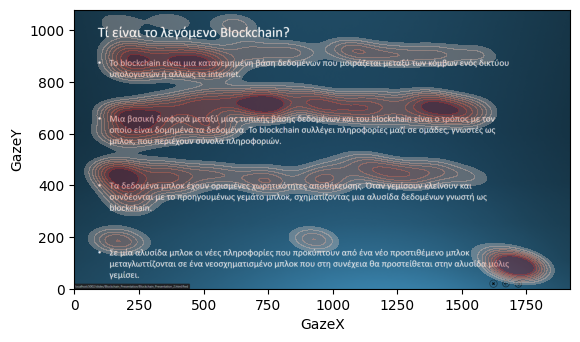 Τί είναι το λεγόμενο Blockchain?
• Το blockchain είναι μια κατανεμημένη βάση δεδομένων που μοιράζεται μεταξύ των κόμβων ενός δικτύου
υπολογιστών ή αλλιώς το internet.
• Μια βασική διαφορά μεταξύ μιας τυπικής βάσης δεδομένων και του blockchain είναι ο τρόπος με τον
οποίο είναι δομημένα τα δεδομένα. Το blockchain συλλέγει πληροφορίες μαζί σε ομάδες, γνωστές ως
μπλοκ, που περιέχουν σύνολα πληροφοριών.
• Τα δεδομένα μπλοκ έχουν ορισμένες χωρητικότητες αποθήκευσης. Όταν γεμίσουν κλείνουν και
συνδέονται με το προηγουμένως γεμάτο μπλοκ, σχηματίζοντας μια αλυσίδα δεδομένων γνωστή ως
blockchain.
• Σε μία αλυσίδα μπλοκ οι νέες πληροφορίες που προκύπτουν από ένα νέο προστιθέμενο μπλοκ
μεταγλωττίζονται σε ένα νεοσχηματισμένο μπλοκ που στη συνέχεια θα προστείθεται στην αλυσίδα μόλις
γεμίσει.
GazeY
1000
800
600
400
200
0
0 250 500 750 1000 1250 1500 1750
GazeX